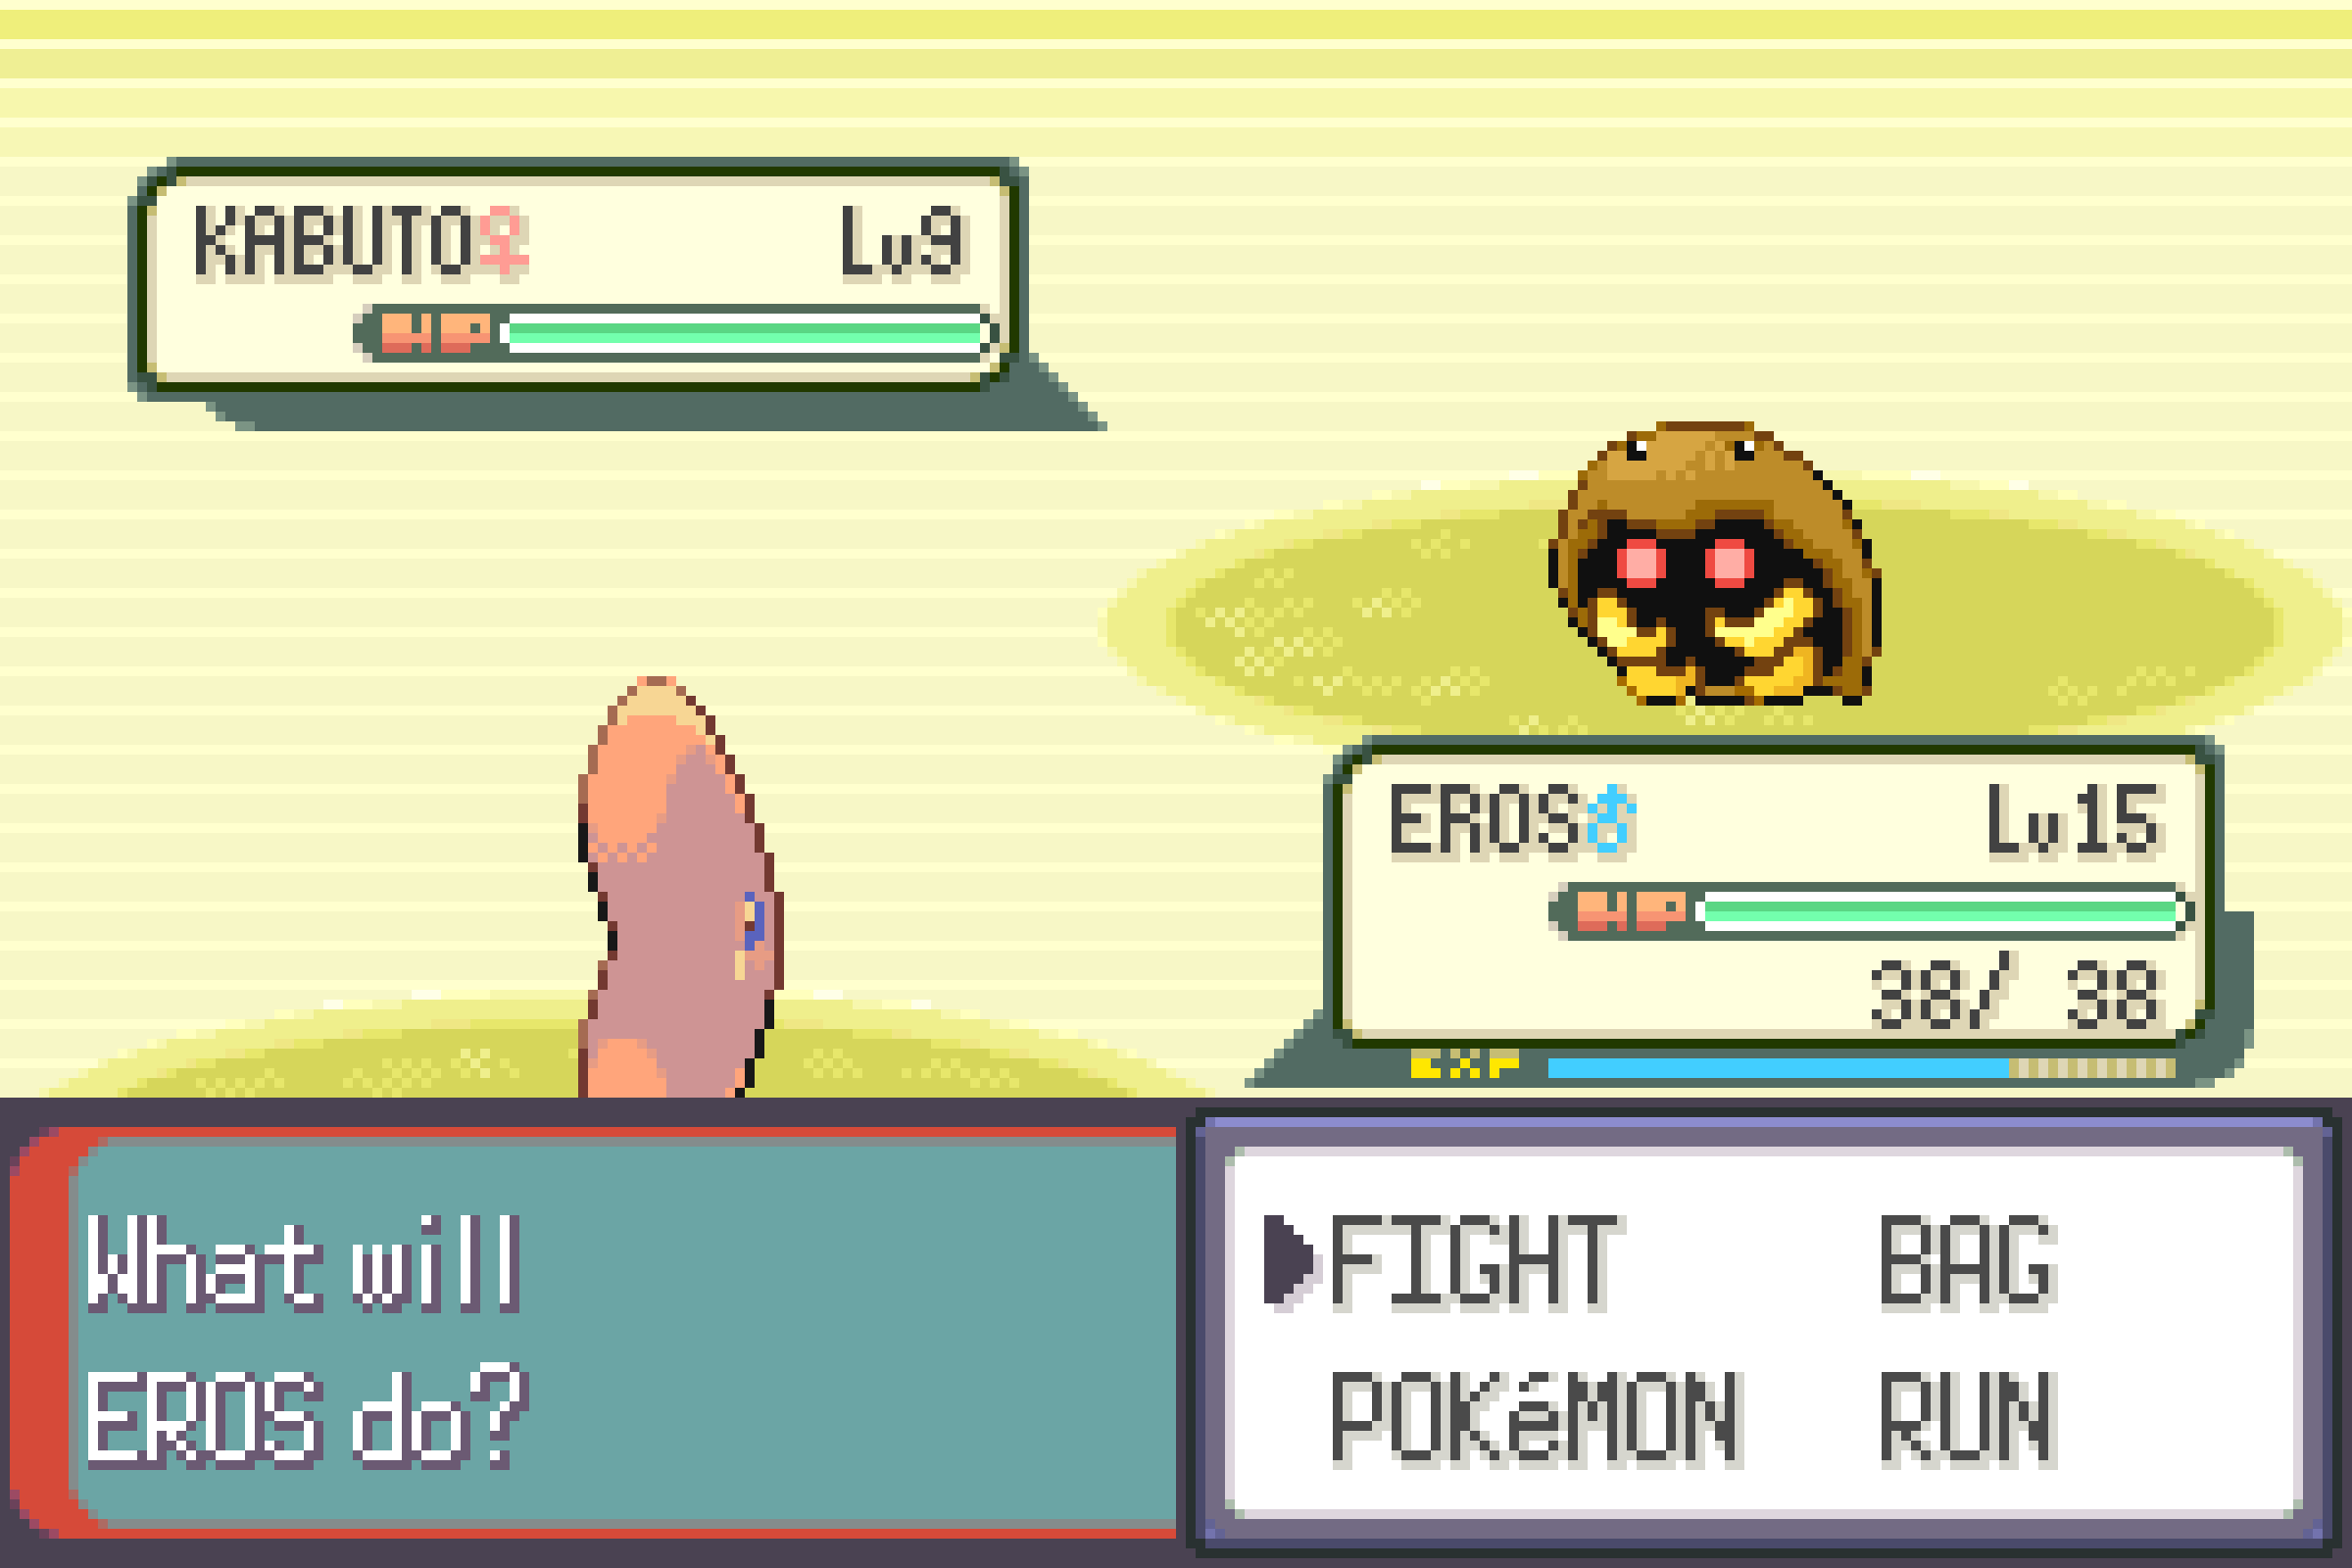 KABUTO♀ Lv9
HP
EROS♂ Lv15
HP
38/ 38
EXP
What will
EROS do?
FIGHT BAG
POKéMON RUN